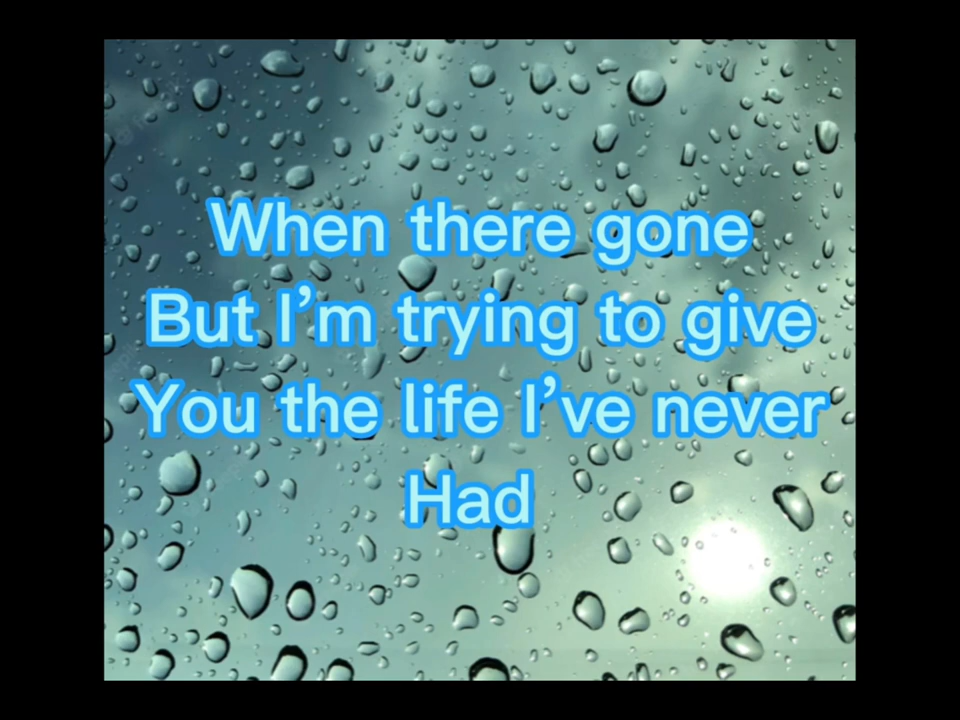 When there gone
But I’m trying to give
You the life I’ve never
Had